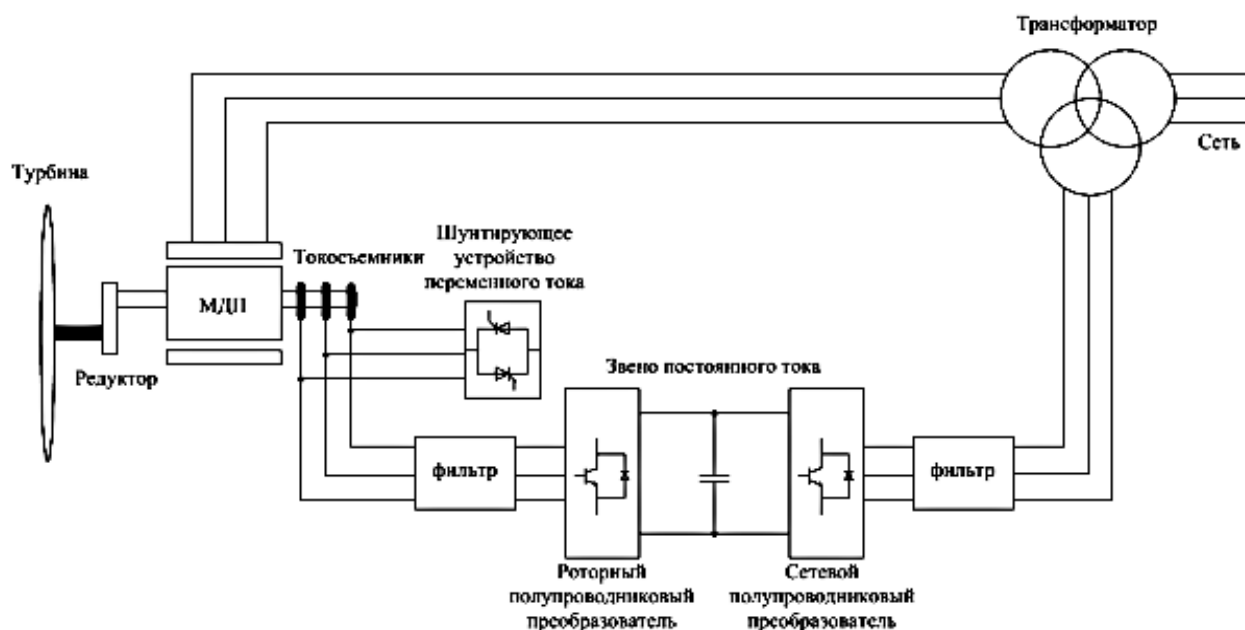 Трансформатор
Сеть
Турбина
Шунтирующее
устройство
переменного тока
Токосъемники
МДП
Редуктор
Звено постоянного тока
фильтр
фильтр
Роторный
полупроводниковый
преобразователь
Сетевой
полупроводниковый
преобразователь